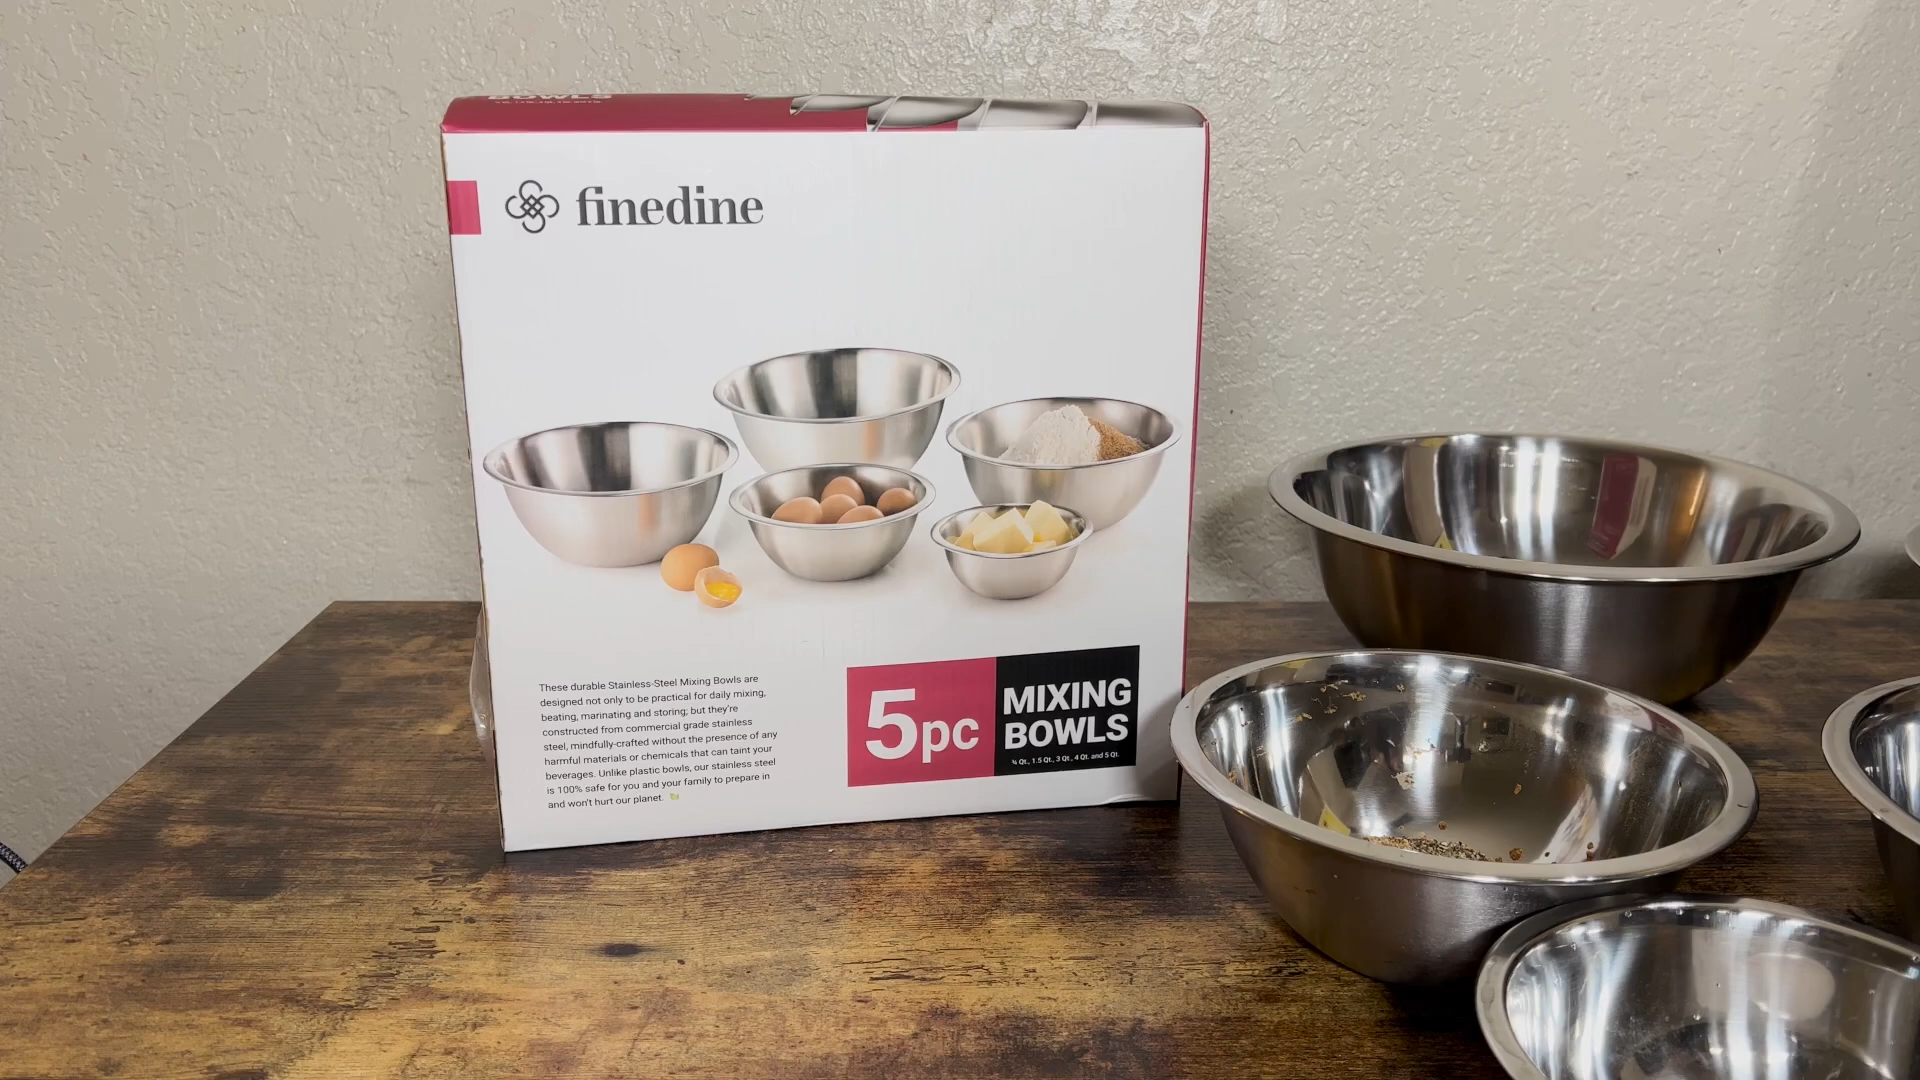 BOWLS
finedine
These durable Stainless-Steel Mixing Bowls are
designed not only to be practical for daily mixing,
beating, marinating and storing; but they're
constructed from commercial grade stainless
steel, mindfully-crafted without the presence of any
harmful materials or chemicals that can taint your
beverages. Unlike plastic bowls, our stainless steel
is 100% safe for you and your family to prepare in
and won't hurt our planet.
5pc
MIXING
BOWLS
¾ Qt., 1.5 Qt., 3 Qt., 4 Qt. and 5 Qt.